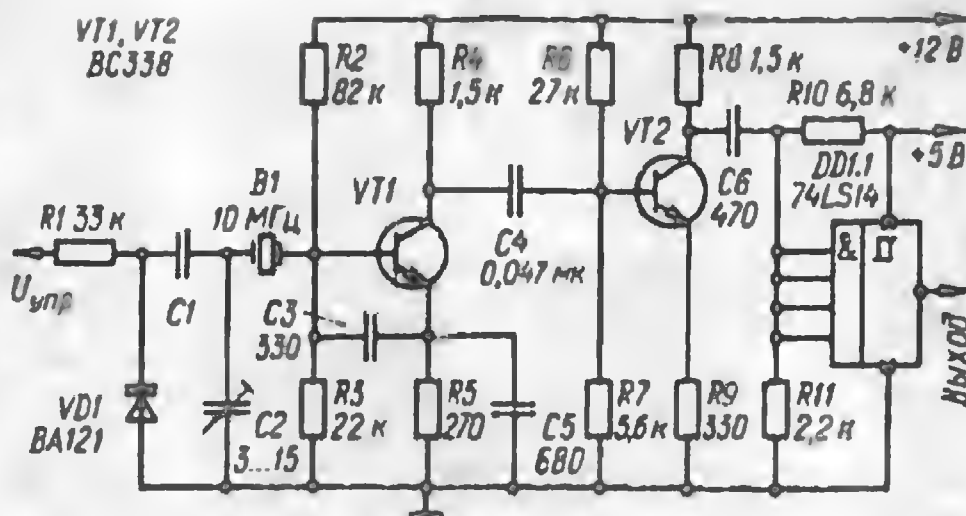 VT1, VT2
BC338
R2
82 к
R4
1,5 к
R6
27 к
R8 1,5 к
+12 В
R10 6,8 к
+5 В
VT2
DD1.1
74LS14
B1
10 МГц
VT1
C6
470
R1 33 к
Uупр
C1
C4
0,047 мк
&
C3
330
VD1
BA121
C2
3...15
R3
22 к
R5
270
C5
680
R7
5,6 к
R9
330
R11
2,2 к
Выход